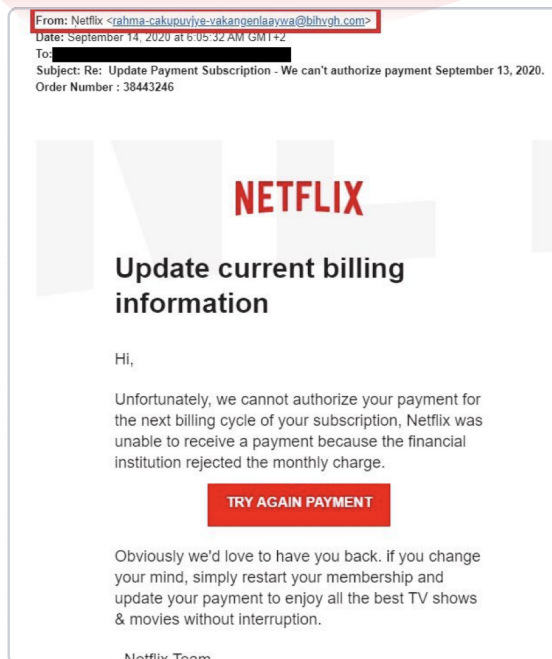 From: Ņetflix <rahma-cakupuvjye-vakangenlaaywa@bihvgh.com>
Date: September 14, 2020 at 6:05:32 AM GMT+2
To:
Subject: Re: Update Payment Subscription - We can't authorize payment September 13, 2020.
Order Number : 38443246
NETFLIX
Update current billing
information
Hi,
Unfortunately, we cannot authorize your payment for
the next billing cycle of your subscription, Netflix was
unable to receive a payment because the financial
institution rejected the monthly charge.
TRY AGAIN PAYMENT
Obviously we'd love to have you back. if you change
your mind, simply restart your membership and
update your payment to enjoy all the best TV shows
& movies without interruption.
Netflix Team